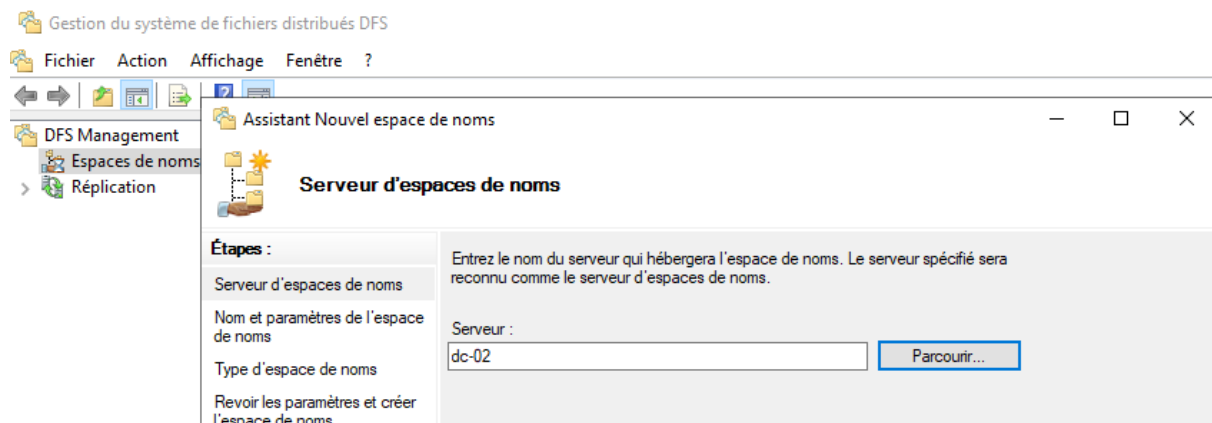 Gestion du système de fichiers distribués DFS
Fichier Action Affichage Fenêtre ?
Assistant Nouvel espace de noms
DFS Management
Espaces de noms
Réplication
Serveur d'espaces de noms
Étapes :
Serveur d'espaces de noms
Nom et paramètres de l'espace
de noms
Type d'espace de noms
Revoir les paramètres et créer
l'espace de noms
Entrez le nom du serveur qui hébergera l'espace de noms. Le serveur spécifié sera
reconnu comme le serveur d'espaces de noms.
Serveur :
dc-02
Parcourir...